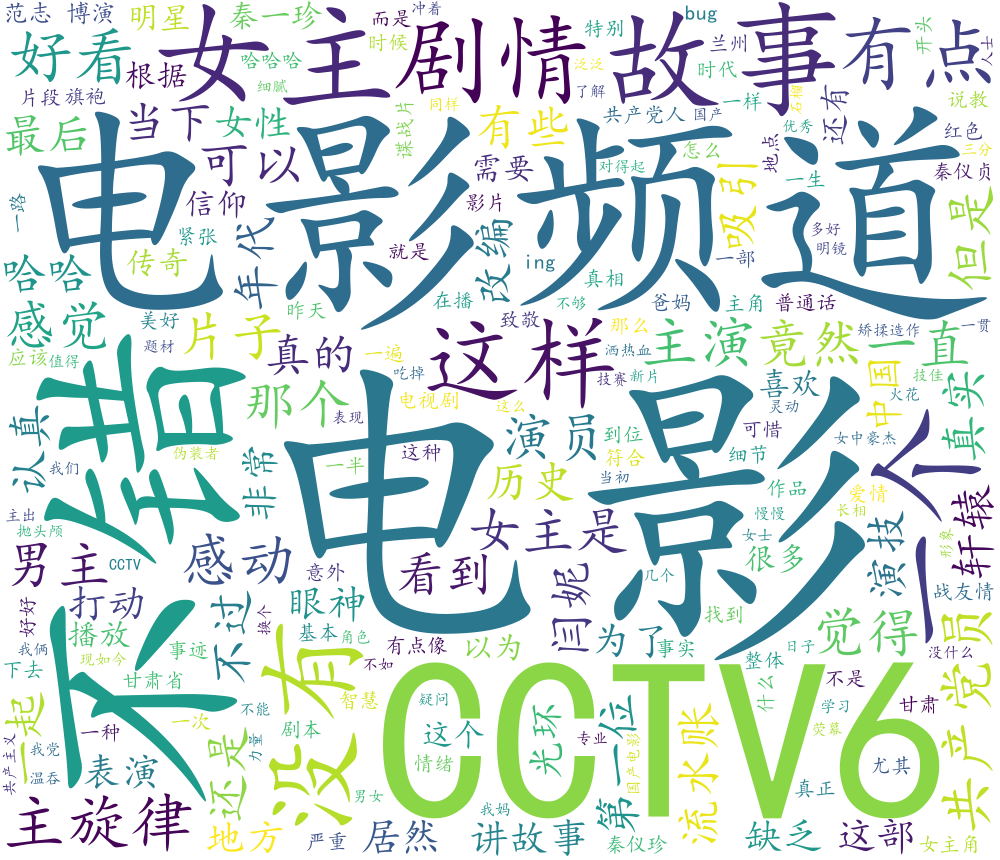 范志 博演 明星 秦一珍 而是 冲着 特别 bug 兰州 开头
好看 女主 剧情 故事 有点
根据 哈哈哈 时候 泛泛 时代 人士
片段 旗袍 细腻 同样 了解 共产党人 国产 一样 石榴 还有 说教
最后 当下 女性 谍战片 有些 怎么 地点 优秀 红色 三分
电影频道
可以 需要 对得起 吸引 一生 秦仪贞 但是
一路 信仰 影片 多好
紧张 年代 就是 改编 ing 真相 一部 明镜
哈哈 传奇 昨天 在播 不够 爸妈 主角 普通话
感觉 美好 片子 致敬 那么 主演 竟然 一直 矫揉造作 一贯
应该 值得 题材 真的 一遍 这样 洒热血
吃掉 技赛 新片 喜欢 中国 真实 技佳
那个 表现 电视剧 这么 演员 灵动 火花
不错 电影 一个
认真 我们 伪装者 非常 一半 这种 到位 可惜 女中豪杰
历史 符合 细节
主出 当初 作品 爱情
抛头颅 女主是 慢慢 长相 演技 轩辕
男主 CCTV 感动 意外 看到 闫妮 女士 很多 形象 战友情
好好 打动 不过 眼神 几个 找到 觉得
我俩 播放 换个 基本 角色 有点像 以为 为了 事实 日子 没什么
下去 现如今 事迹 没有 不如 CCTV6 整体 共产党员
一起 甘肃省 不能 智慧 疑问 什么 不是 甘肃
一种 一次 还是 剧本 这个 光环 第一位 专业 学习
共产主义 我党 力量 情绪 流水账 荧幕 尤其
温吞 表演 国产电影 真正
主旋律 地方 男女 严重 居然 我妈 讲故事 秦仪珍 缺乏 这部 女主角